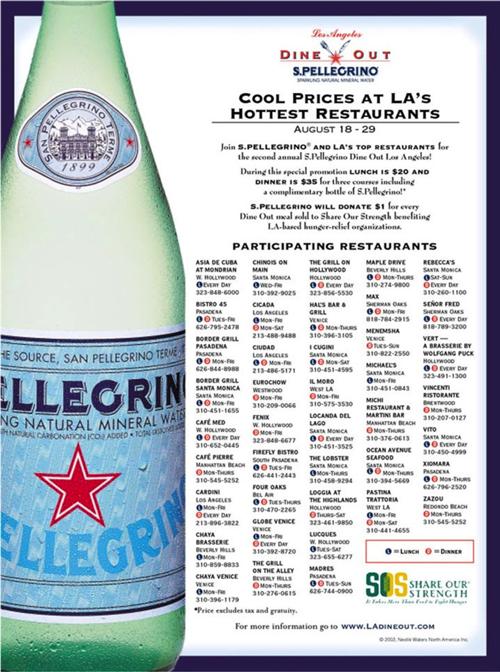 Los Angeles
DINE OUT
S.PELLEGRINO®
SPARKLING NATURAL MINERAL WATER
COOL PRICES AT LA'S
HOTTEST RESTAURANTS
AUGUST 18 - 29
Join S.PELLEGRINO® AND LA'S TOP RESTAURANTS for
the second annual S.Pellegrino Dine Out Los Angeles!
During this special promotion LUNCH IS $20 AND
DINNER IS $35 for three courses including
a complimentary bottle of S.Pellegrino!*
S.PELLEGRINO WILL DONATE $1 for every
Dine Out meal sold to Share Our Strength benefiting
LA-based hunger-relief organizations.
PARTICIPATING RESTAURANTS
ASIA DE CUBA
AT MONDRIAN
W. HOLLYWOOD
L EVERY DAY
323-848-6000
BISTRO 45
PASADENA
L D TUES-FRI
626-795-2478
BORDER GRILL
PASADENA
PASADENA
L D MON-FRI
626-844-8988
BORDER GRILL
SANTA MONICA
SANTA MONICA
L D MON-FRI
310-451-1655
CAFÉ MED
W. HOLLYWOOD
L D EVERY DAY
310-652-0445
CAFÉ PIERRE
MANHATTAN BEACH
D MON-THURS
310-545-5252
CARDINI
LOS ANGELES
L MON-FRI
D EVERY DAY
213-896-3822
CHAYA
BRASSERIE
BEVERLY HILLS
L MON-FRI
310-859-8833
CHAYA VENICE
VENICE
L MON-FRI
310-396-1179
CHINOIS ON
MAIN
SANTA MONICA
L WED-FRI
310-392-9025
CICADA
LOS ANGELES
L MON-FRI
D MON-SAT
213-488-9488
CIUDAD
LOS ANGELES
L D MON-FRI
213-486-5171
EUROCHOW
WESTWOOD
L D MON-FRI
310-209-0066
FENIX
W. HOLLYWOOD
L D MON-FRI
323-848-6677
FIREFLY BISTRO
SOUTH PASADENA
L D TUES-FRI
626-441-2443
FOUR OAKS
BEL AIR
L D TUES-THURS
310-470-2265
GLOBE VENICE
VENICE
L MON-FRI
D EVERY DAY
310-392-8720
THE GRILL
ON THE ALLEY
BEVERLY HILLS
L D MON-THURS
310-276-0615
THE GRILL ON
HOLLYWOOD
HOLLYWOOD
L D EVERY DAY
323-856-5530
HAL'S BAR &
GRILL
VENICE
L D MON-THURS
310-396-3105
I CUGINI
SANTA MONICA
L D MON-SAT
310-451-4595
IL MORO
WEST LA
L D MON-FRI
310-575-3530
LOCANDA DEL
LAGO
SANTA MONICA
L D EVERY DAY
310-451-3525
THE LOBSTER
SANTA MONICA
L MON-THURS
310-458-9294
LOGGIA AT THE
HIGHLANDS
HOLLYWOOD
D THURS-SAT
323-461-9850
LUCQUES
W. HOLLYWOOD
L TUES-SAT
323-655-6277
MADRES
PASADENA
L D TUES-SUN
626-744-0900
MAPLE DRIVE
BEVERLY HILLS
L D MON-THURS
310-274-9800
MAX
SHERMAN OAKS
L D MON-FRI
818-784-2915
MENEMSHA
VENICE
D TUES-SUN
310-822-2550
MICHAEL'S
SANTA MONICA
L MON-FRI
310-451-0843
MICHI
RESTAURANT &
MARTINI BAR
MANHATTAN BEACH
D MON-THURS
310-376-0613
OCEAN AVENUE
SEAFOOD
SANTA MONICA
L D MON-THURS
310-394-5669
PASTINA
TRATTORIA
WEST LA
L MON-FRI
D MON-SAT
310-441-4655
REBECCA'S
SANTA MONICA
L SAT-SUN
D EVERY DAY
310-260-1100
SEÑOR FRED
SHERMAN OAKS
L D EVERY DAY
818-789-3200
VERT —
A BRASSERIE BY
WOLFGANG PUCK
HOLLYWOOD
L D EVERY DAY
323-491-1300
VINCENTI
RISTORANTE
BRENTWOOD
D MON-THURS
310-207-0127
VITO
SANTA MONICA
L D EVERY DAY
310-450-4999
XIOMARA
PASADENA
L D MON-THURS
626-796-2520
ZAZOU
REDONDO BEACH
D MON-THURS
310-545-5252
L = LUNCH D = DINNER
SOS SHARE OUR
STRENGTH
It Takes More Than Food to Fight Hunger
*Price excludes tax and gratuity.
For more information go to WWW.LADINEOUT.COM
© 2003, Nestlé Waters North America Inc.
S. PELLEGRINO TERME
1899
HE SOURCE, SAN PELLEGRINO TERME
PELLEGRIN
NG NATURAL MINERAL WATE
TH NATURAL CARBONATION (CO2) ADDED • TOTAL
PELLEGRI